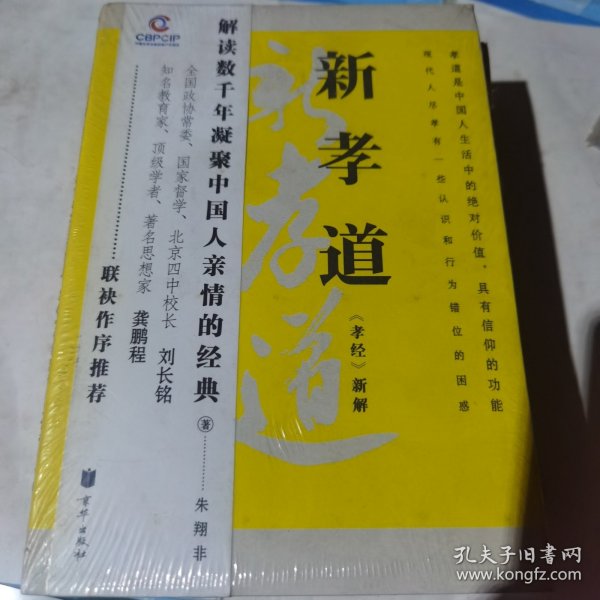 CBPCIP
新孝道
《孝经》新解
孝道是中国人生活中的绝对价值，具有信仰的功能
现代人尽孝有一些认识和行为错位的困惑
解读数千年凝聚中国人亲情的经典
全国政协常委、国家督学、北京四中校长 刘长铭
知名教育家、顶级学者、著名思想家 龚鹏程
联袂作序推荐
著
朱翔非
京华出版社
孔夫子旧书网
www.kongfz.com